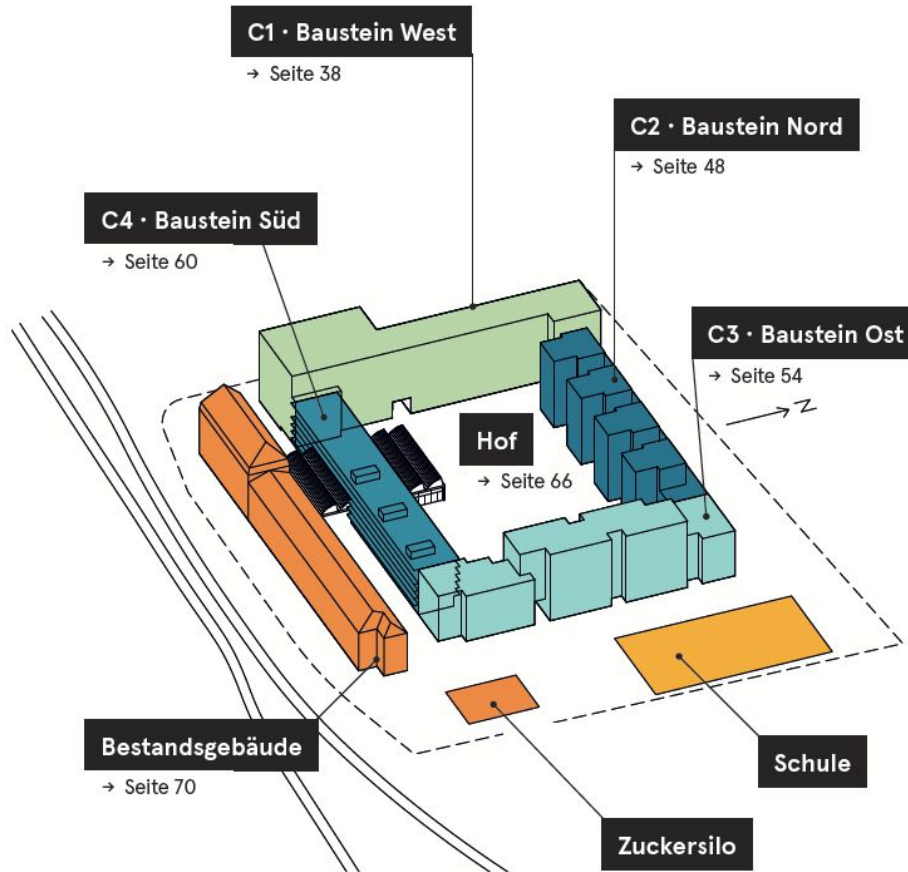 C1 · Baustein West
→ Seite 38
C2 · Baustein Nord
→ Seite 48
C4 · Baustein Süd
→ Seite 60
C3 · Baustein Ost
→ Seite 54
N
Hof
→ Seite 66
Bestandsgebäude
→ Seite 70
Schule
Zuckersilo